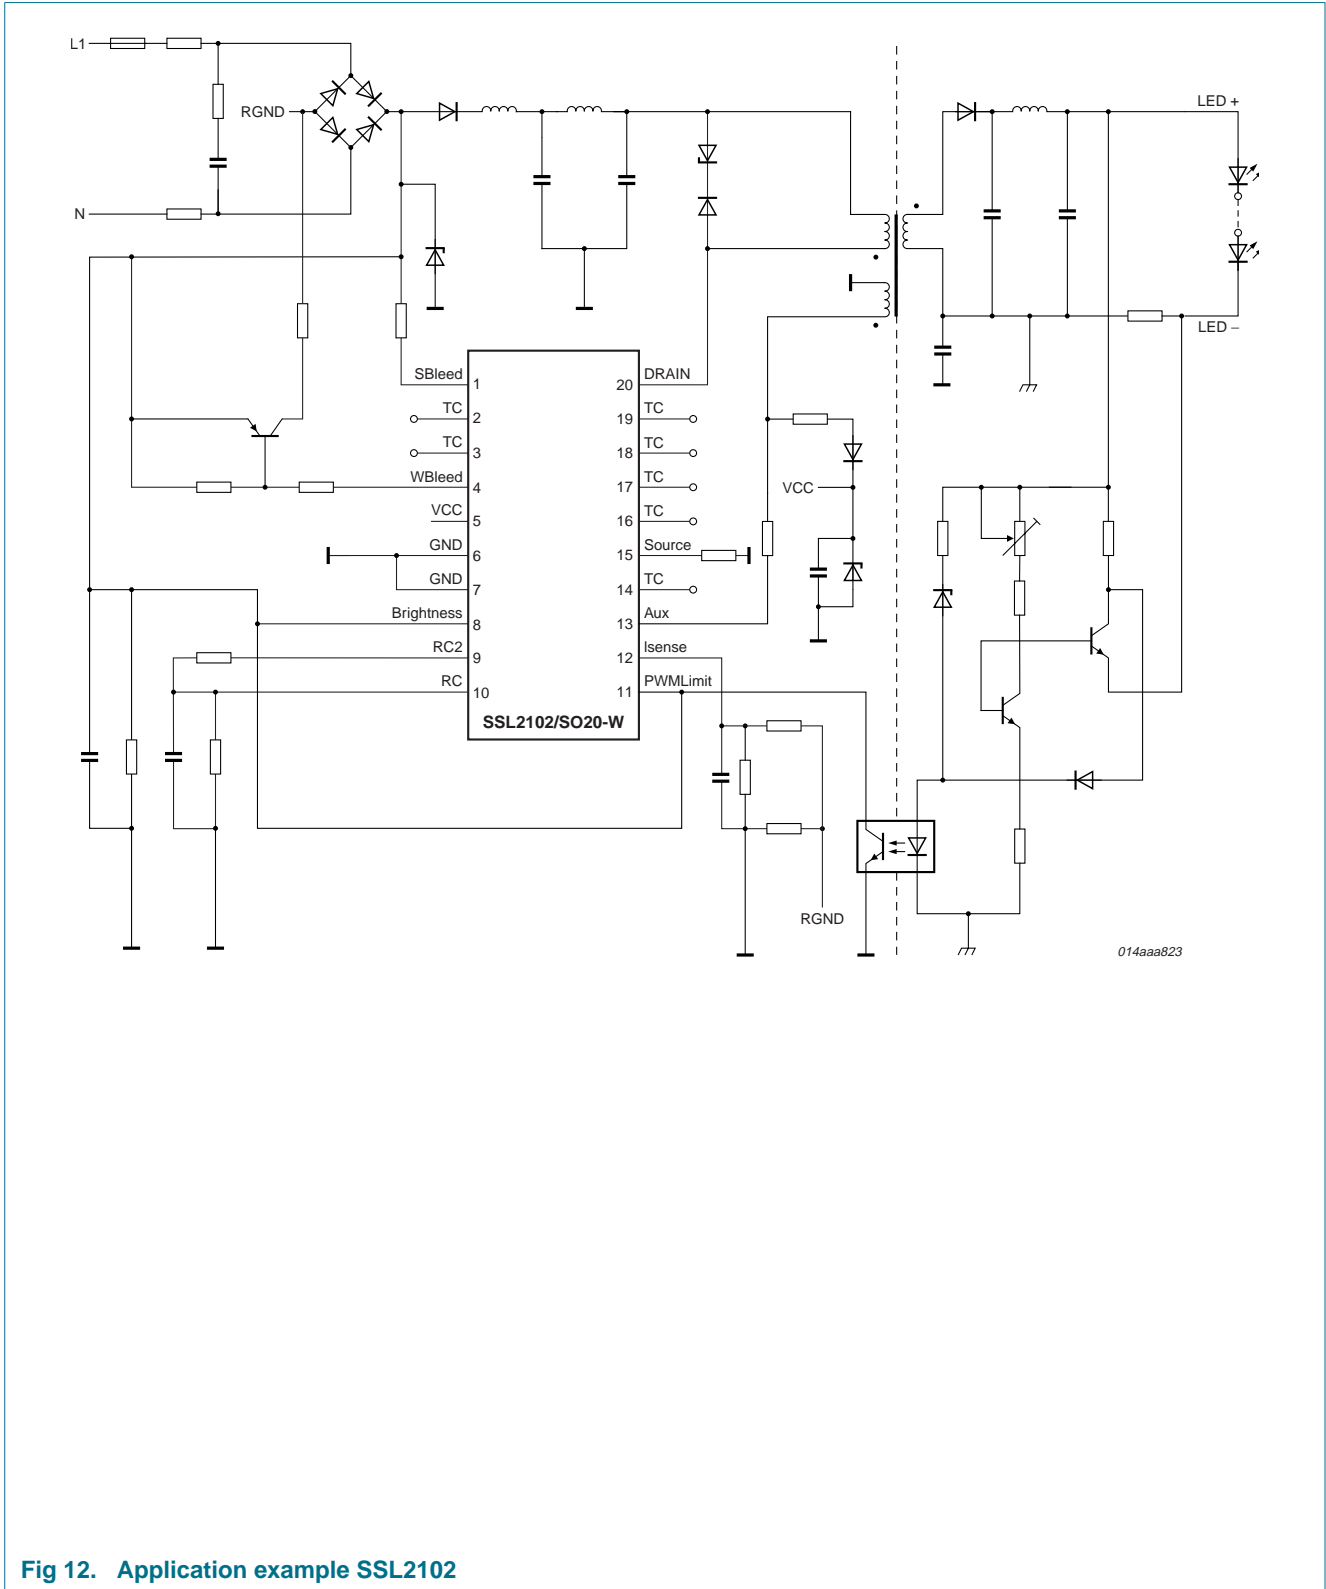 L1
LED +
RGND
N
LED –
SBleed
1
20
DRAIN
TC
2
19
TC
TC
3
18
TC
WBleed
4
17
TC
VCC
VCC
5
16
TC
GND
6
15
Source
GND
7
14
TC
Brightness
8
13
Aux
RC2
9
12
Isense
RC
10
11
PWMLimit
SSL2102/SO20-W
RGND
014aaa823
Fig 12. Application example SSL2102